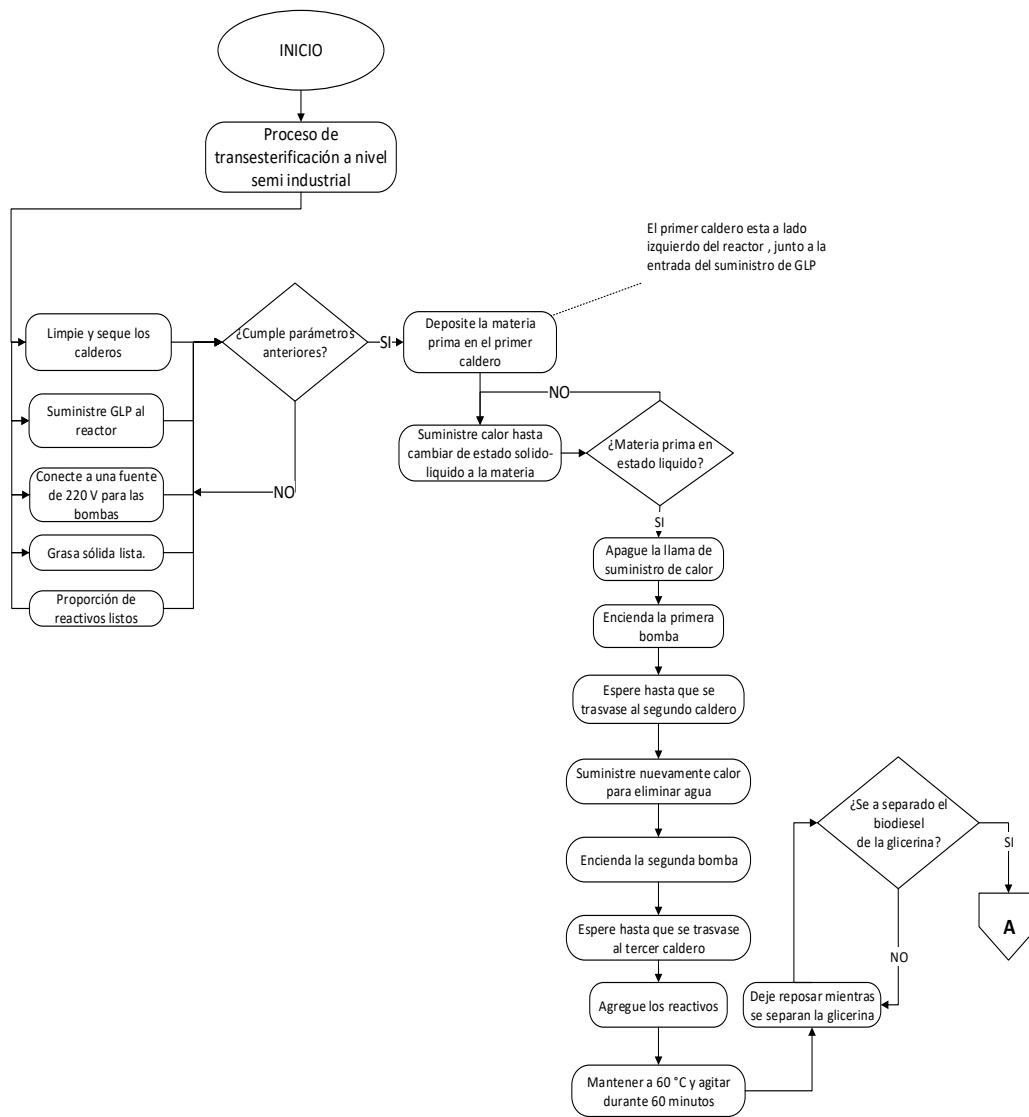 INICIO
Proceso de
transesterificación a nivel
semi industrial
El primer caldero esta a lado
izquierdo del reactor , junto a la
entrada del suministro de GLP
Limpie y seque los
calderos
¿Cumple parámetros
anteriores?
SI
Deposite la materia
prima en el primer
caldero
NO
Suministre GLP al
reactor
Suministre calor hasta
cambiar de estado solido-
liquido a la materia
¿Materia prima en
estado liquido?
Conecte a una fuente
de 220 V para las
bombas
NO
SI
Grasa sólida lista.
Apague la llama de
suministro de calor
Proporción de
reactivos listos
Encienda la primera
bomba
Espere hasta que se
trasvase al segundo caldero
Suministre nuevamente calor
para eliminar agua
¿Se a separado el
biodiesel
de la glicerina?
SI
Encienda la segunda bomba
A
Espere hasta que se trasvase
al tercer caldero
NO
Agregue los reactivos
Deje reposar mientras
se separan la glicerina
Mantener a 60 °C y agitar
durante 60 minutos